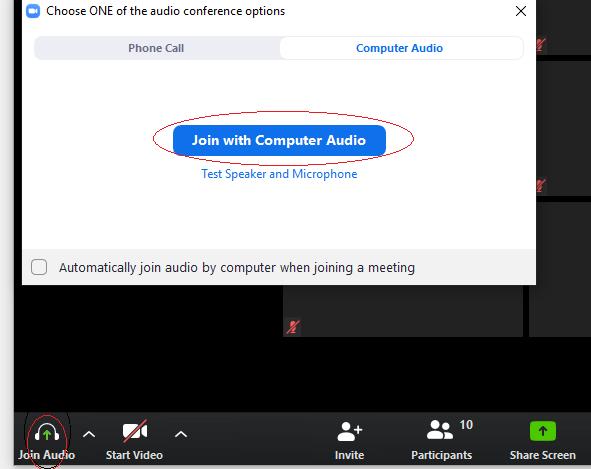 Choose ONE of the audio conference options
Phone Call
Computer Audio
Join with Computer Audio
Test Speaker and Microphone
Automatically join audio by computer when joining a meeting
Join Audio
Start Video
Invite
Participants
10
Share Screen